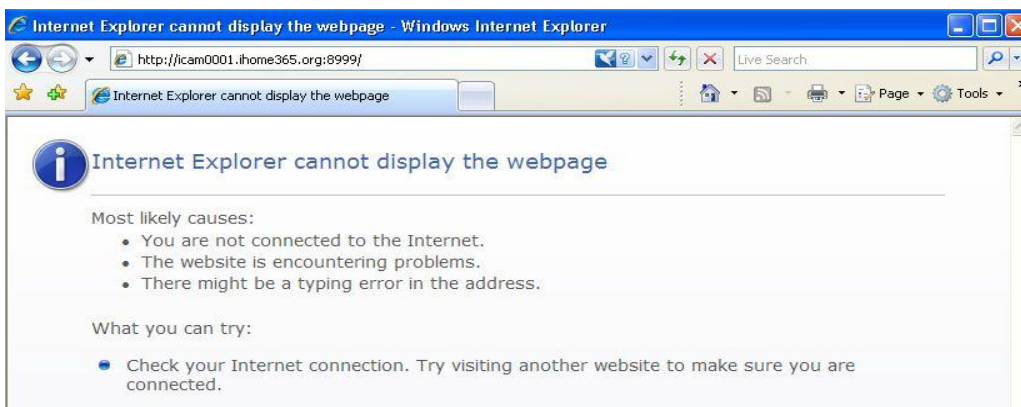 Internet Explorer cannot display the webpage - Windows Internet Explorer
http://icam0001.ihome365.org:8999/
Live Search
Internet Explorer cannot display the webpage
Page
Tools
Internet Explorer cannot display the webpage
Most likely causes:
• You are not connected to the Internet.
• The website is encountering problems.
• There might be a typing error in the address.
What you can try:
Check your Internet connection. Try visiting another website to make sure you are
connected.